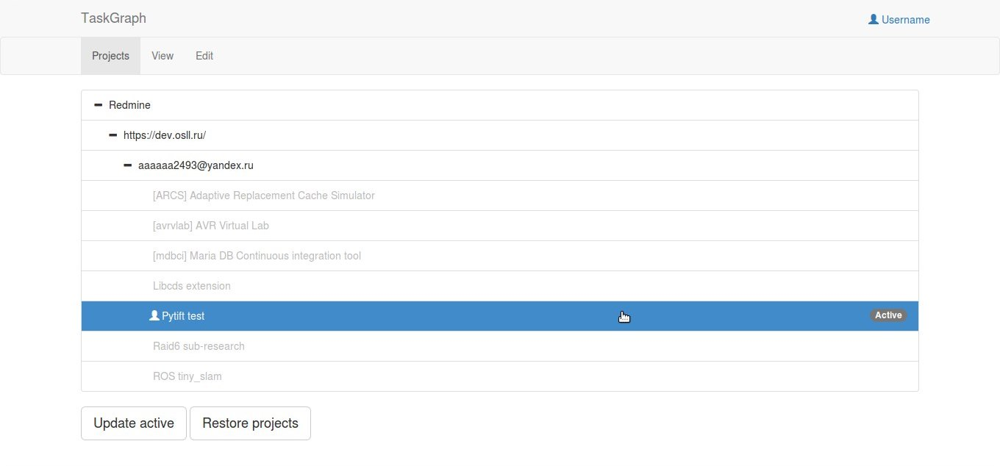 TaskGraph
Username
Projects View Edit
Redmine
https://dev.osll.ru/
aaaaaa2493@yandex.ru
[ARCS] Adaptive Replacement Cache Simulator
[avrvlab] AVR Virtual Lab
[mdbci] Maria DB Continuous integration tool
Libcds extension
Pytift test Active
Raid6 sub-research
ROS tiny_slam
Update active Restore projects